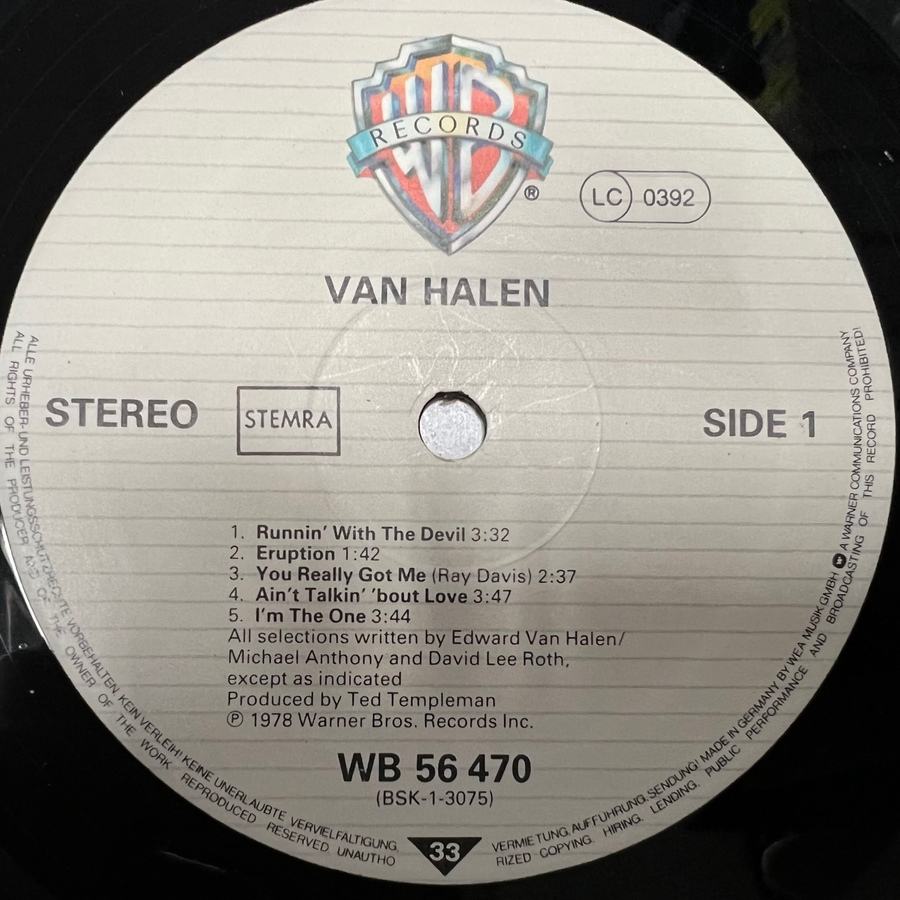 WB
RECORDS
®
LC 0392
VAN HALEN
STEREO
STEMRA
SIDE 1
1. Runnin' With The Devil 3:32
2. Eruption 1:42
3. You Really Got Me (Ray Davis) 2:37
4. Ain't Talkin' 'bout Love 3:47
5. I'm The One 3:44
All selections written by Edward Van Halen/
Michael Anthony and David Lee Roth,
except as indicated
Produced by Ted Templeman
℗ 1978 Warner Bros. Records Inc.
WB 56 470
(BSK-1-3075)
33
ALLE URHEBER- UND LEISTUNGSSCHUTZRECHTE VORBEHALTEN KEIN VERLEIH! KEINE UNERLAUBTE VERVIELFÄLTIGUNG, VERMIETUNG, AUFFÜHRUNG, SENDUNG! MADE IN GERMANY BY WEA MUSIK GMBH A WARNER COMMUNICATIONS COMPANY
ALL RIGHTS OF THE PRODUCER AND OF THE OWNER OF THE WORK REPRODUCED RESERVED. UNAUTHORIZED COPYING, HIRING, LENDING, PUBLIC PERFORMANCE AND BROADCASTING OF THIS RECORD PROHIBITED!